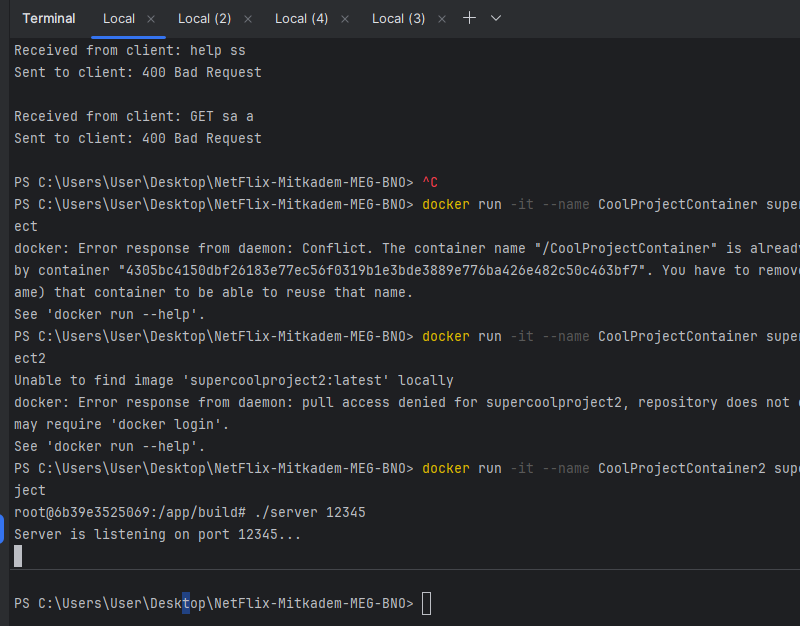 Terminal Local × Local (2) × Local (4) × Local (3) ×
Received from client: help ss
Sent to client: 400 Bad Request
Received from client: GET sa a
Sent to client: 400 Bad Request
PS C:\Users\User\Desktop\NetFlix-Mitkadem-MEG-BNO> ^C
PS C:\Users\User\Desktop\NetFlix-Mitkadem-MEG-BNO> docker run -it --name CoolProjectContainer super
ect
docker: Error response from daemon: Conflict. The container name "/CoolProjectContainer" is already
by container "4305bc4150dbf26183e77ec56f0319b1e3bde3889e776ba426e482c50c463bf7". You have to remove
ame) that container to be able to reuse that name.
See 'docker run --help'.
PS C:\Users\User\Desktop\NetFlix-Mitkadem-MEG-BNO> docker run -it --name CoolProjectContainer super
ect2
Unable to find image 'supercoolproject2:latest' locally
docker: Error response from daemon: pull access denied for supercoolproject2, repository does not
may require 'docker login'.
See 'docker run --help'.
PS C:\Users\User\Desktop\NetFlix-Mitkadem-MEG-BNO> docker run -it --name CoolProjectContainer2 supe
ject
root@6b39e3525069:/app/build# ./server 12345
Server is listening on port 12345...
PS C:\Users\User\Desktop\NetFlix-Mitkadem-MEG-BNO>